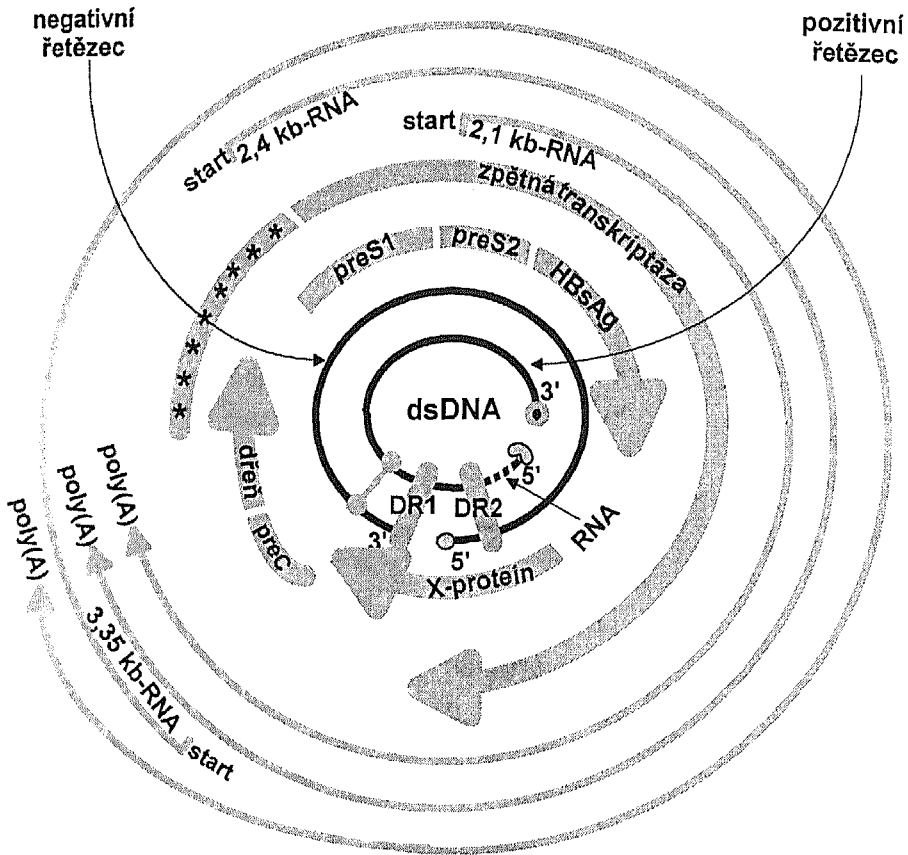 negativní
řetězec
pozitivní
řetězec
start 2,4 kb-RNA
start 2,1 kb-RNA
zpětná transkriptáza
preS1
preS2
HBsAg
* * * * * * * * *
3'
dsDNA
5'
dřeň
preC
DR1
DR2
RNA
3'
5'
X-protein
poly(A)
poly(A)
poly(A)
3,35 kb-RNA
start